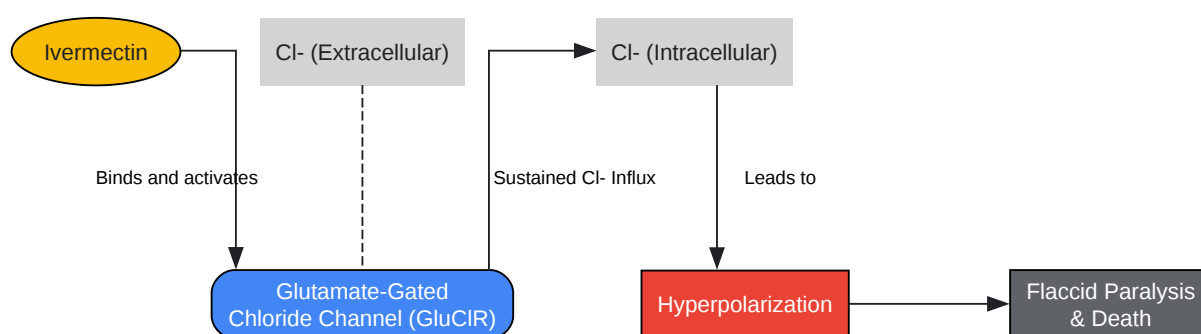 Ivermectin
Cl- (Extracellular)
Cl- (Intracellular)
Binds and activates
Sustained Cl- Influx
Leads to
Glutamate-Gated
Chloride Channel (GluClR)
Hyperpolarization
Flaccid Paralysis
& Death